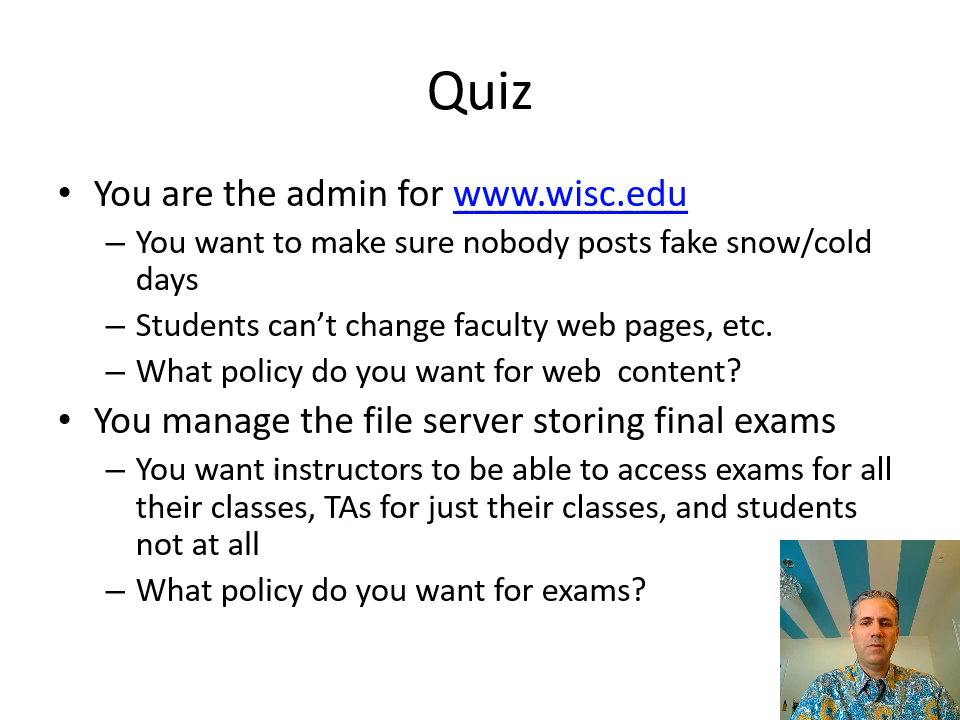 Quiz
• You are the admin for www.wisc.edu
– You want to make sure nobody posts fake snow/cold
days
– Students can’t change faculty web pages, etc.
– What policy do you want for web  content?
• You manage the file server storing final exams
– You want instructors to be able to access exams for all
their classes, TAs for just their classes, and students
not at all
– What policy do you want for exams?